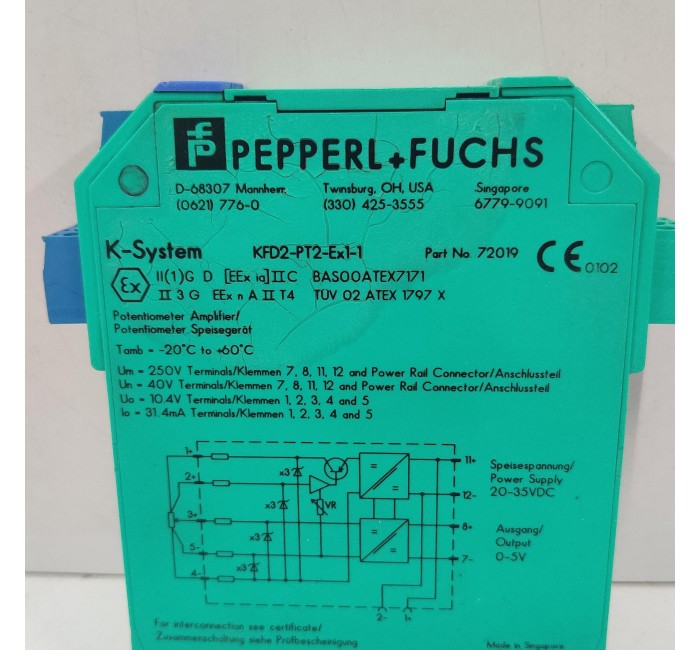 PEPPERL+FUCHS
D-68307 Mannheim Twinsburg, OH, USA Singapore
(0621) 776-0 (330) 425-3555 6779-9091
K-System KFD2-PT2-Ex1-1 Part No. 72019 CE 0102
Ex II(1)G D [EEx ia]IIC BAS00ATEX7171
II 3 G EEx n A II T4 TÜV 02 ATEX 1797 X
Potentiometer Amplifier/
Potentiometer Speisegerät
Tamb = -20°C to +60°C
Um = 250V Terminals/Klemmen 7, 8, 11, 12 and Power Rail Connector/Anschlussteil
Un = 40V Terminals/Klemmen 7, 8, 11, 12 and Power Rail Connector/Anschlussteil
Uo = 10.4V Terminals/Klemmen 1, 2, 3, 4 and 5
Io = 31.4mA Terminals/Klemmen 1, 2, 3, 4 and 5
1+
2+
3+
5-
4-
x3
x3
x3
x3
VR
11+
12-
8+
7-
2-
1+
Speisespannung/
Power Supply
20-35VDC
Ausgang/
Output
0-5V
For interconnection see certificate/
Zusammenschaltung siehe Prüfbescheinigung
Made in Singapore